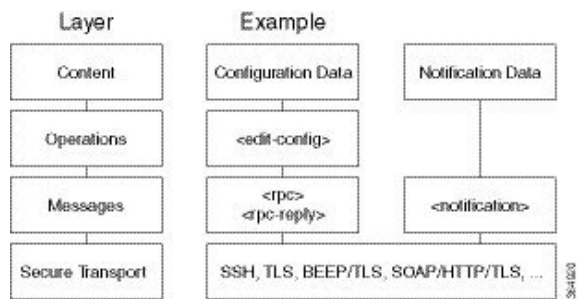 Layer Example
Content Configuration Data Notification Data
Operations <edit-config>
Messages <rpc> <notification>
<rpc-reply>
Secure Transport SSH, TLS, BEEP/TLS, SOAP/HTTP/TLS, ...